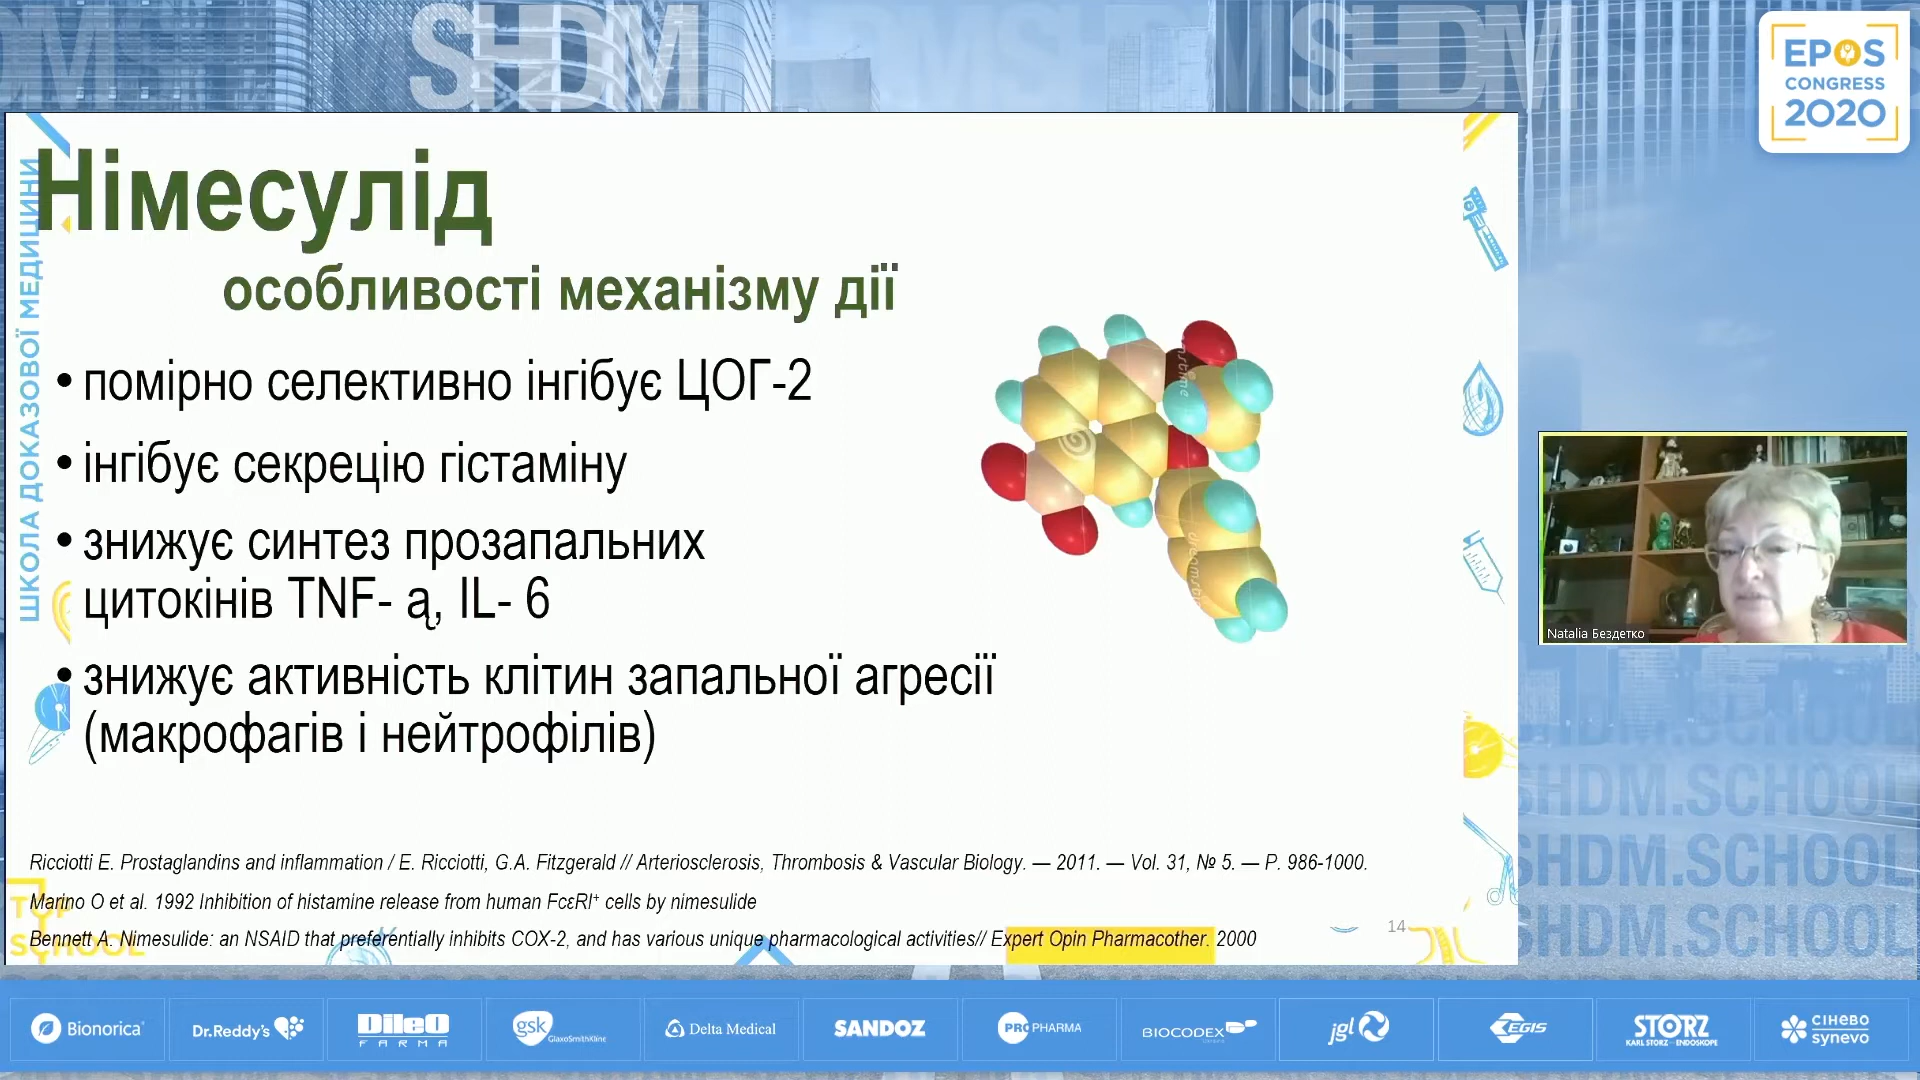 SHDM
EPOS
CONGRESS
2020
ШКОЛА ДОКАЗОВОЇ МЕДИЦИНИ
Німесулід
особливості механізму дії
• помірно селективно інгібує ЦОГ-2
• інгібує секрецію гістаміну
• знижує синтез прозапальних
цитокінів TNF- ą, IL- 6
• знижує активність клітин запальної агресії
(макрофагів і нейтрофілів)
Ricciotti E. Prostaglandins and inflammation / E. Ricciotti, G.A. Fitzgerald // Arteriosclerosis, Thrombosis & Vascular Biology. — 2011. — Vol. 31, № 5. — P. 986-1000.
Marino O et al. 1992 Inhibition of histamine release from human FcεRI⁺ cells by nimesulide
Bennett A. Nimesulide: an NSAID that preferentially inhibits COX-2, and has various unique pharmacological activities// Expert Opin Pharmacother. 2000
14
TOP
SCHOOL
Natalia Бездетко
SHDM.SCHOOL
SHDM.SCHOOL
SHDM.SCHOOL
Bionorica
Dr.Reddy's
DileO
FARMA
gsk
GlaxoSmithKline
Delta Medical
SANDOZ
PRO PHARMA
BIOCODEX
jgl
EGIS
STORZ
KARL STORZ—ENDOSKOPE
СІНЕВО
synevo